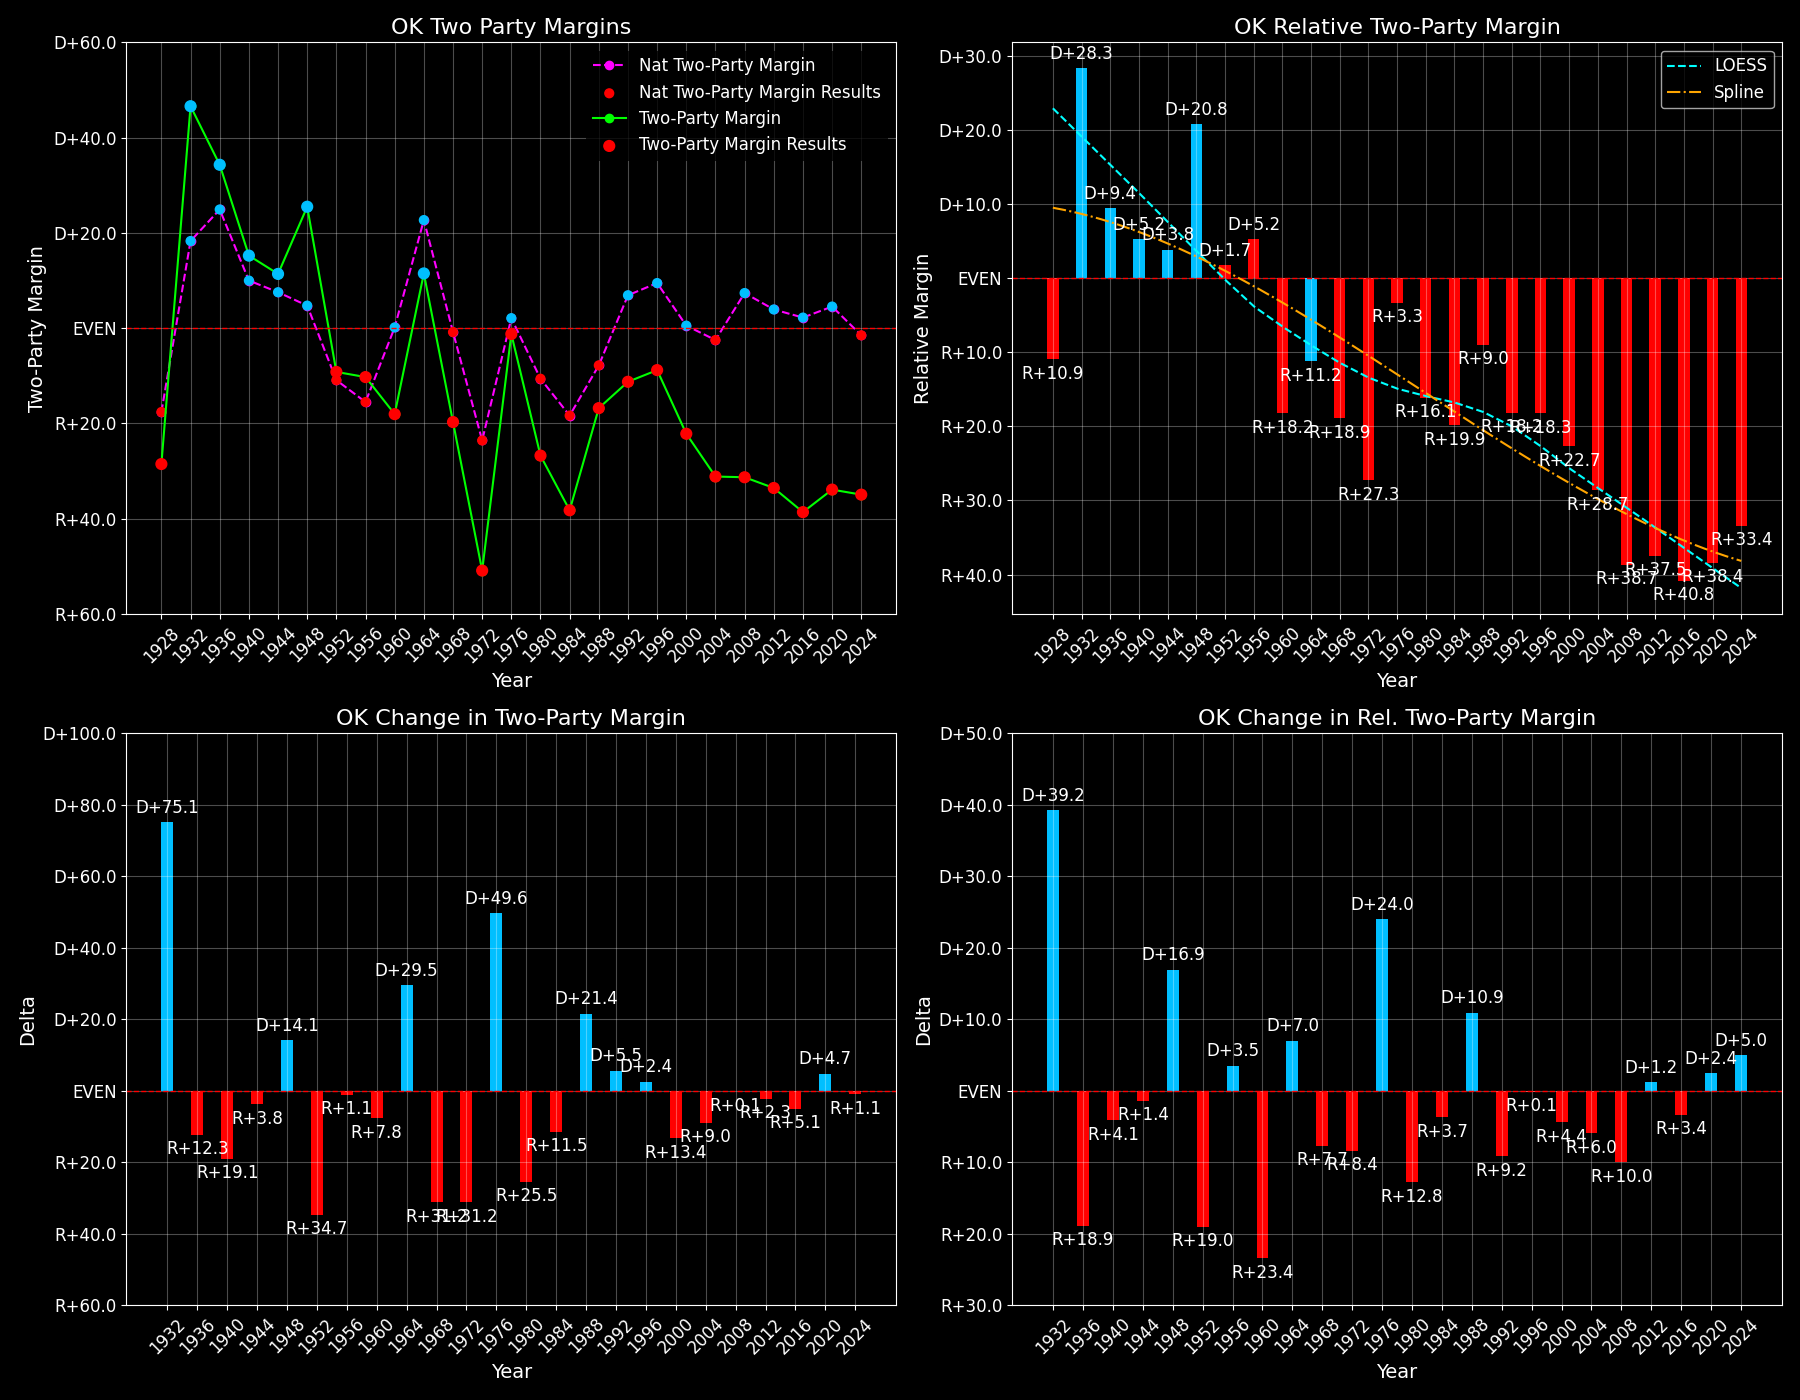 OK Two Party Margins
D+60.0
D+40.0
D+20.0
EVEN
R+20.0
R+40.0
R+60.0
Two-Party Margin
Nat Two-Party Margin
Nat Two-Party Margin Results
Two-Party Margin
Two-Party Margin Results
1928 1932 1936 1940 1944 1948 1952 1956 1960 1964 1968 1972 1976 1980 1984 1988 1992 1996 2000 2004 2008 2012 2016 2020 2024
Year
OK Relative Two-Party Margin
D+30.0
D+20.0
D+10.0
EVEN
R+10.0
R+20.0
R+30.0
R+40.0
Relative Margin
LOESS
Spline
R+10.9
D+28.3
D+9.4
D+5.2
D+3.8
D+20.8
D+1.7
D+5.2
R+18.2
R+11.2
R+18.9
R+27.3
R+3.3
R+16.1
R+19.9
R+9.0
R+18.2
R+18.3
R+22.7
R+28.7
R+38.7
R+37.5
R+40.8
R+38.4
R+33.4
1928 1932 1936 1940 1944 1948 1952 1956 1960 1964 1968 1972 1976 1980 1984 1988 1992 1996 2000 2004 2008 2012 2016 2020 2024
Year
OK Change in Two-Party Margin
D+100.0
D+80.0
D+60.0
D+40.0
D+20.0
EVEN
R+20.0
R+40.0
R+60.0
Delta
D+75.1
R+12.3
R+19.1
R+3.8
D+14.1
R+34.7
R+1.1
R+7.8
D+29.5
R+31.2
R+31.2
D+49.6
R+25.5
R+11.5
D+21.4
D+5.5
D+2.4
R+13.4
R+9.0
R+0.1
R+2.3
R+5.1
D+4.7
R+1.1
1932 1936 1940 1944 1948 1952 1956 1960 1964 1968 1972 1976 1980 1984 1988 1992 1996 2000 2004 2008 2012 2016 2020 2024
Year
OK Change in Rel. Two-Party Margin
D+50.0
D+40.0
D+30.0
D+20.0
D+10.0
EVEN
R+10.0
R+20.0
R+30.0
Delta
D+39.2
R+18.9
R+4.1
R+1.4
D+16.9
R+19.0
D+3.5
R+23.4
D+7.0
R+7.7
R+8.4
D+24.0
R+12.8
R+3.7
D+10.9
R+9.2
R+0.1
R+4.4
R+6.0
R+10.0
D+1.2
R+3.4
D+2.4
D+5.0
1932 1936 1940 1944 1948 1952 1956 1960 1964 1968 1972 1976 1980 1984 1988 1992 1996 2000 2004 2008 2012 2016 2020 2024
Year